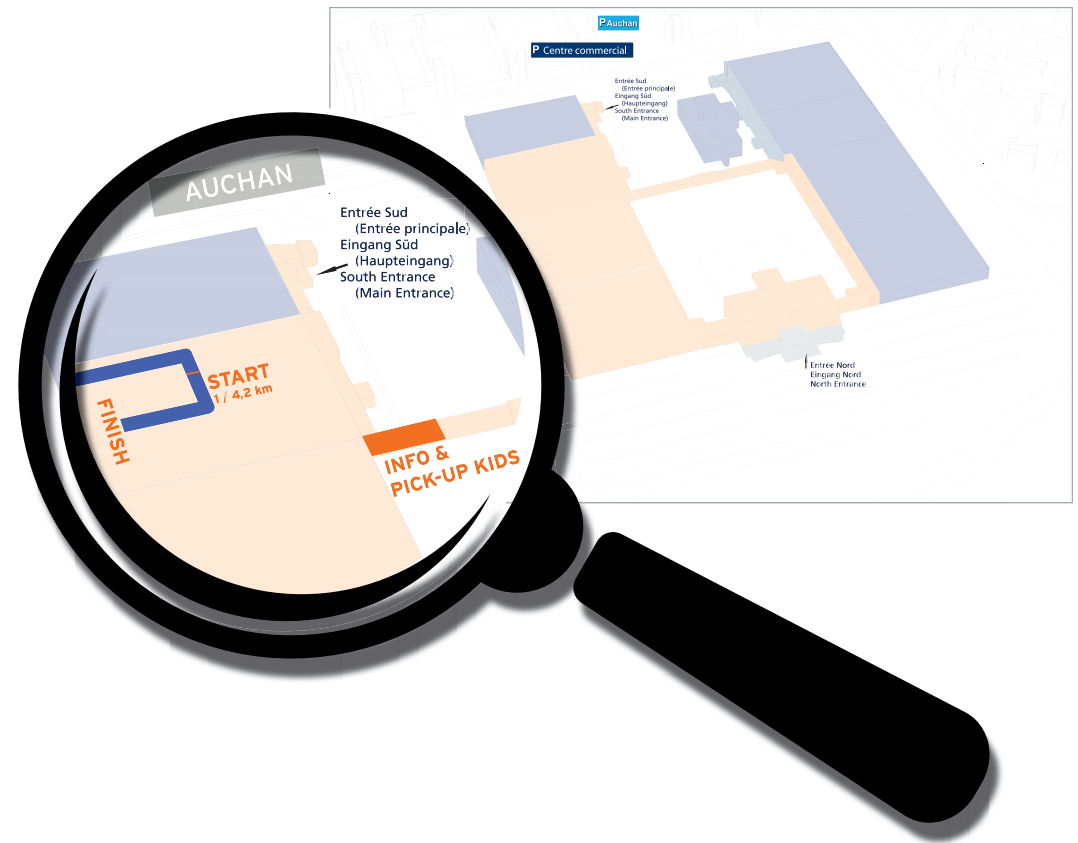 P Auchan
P Centre commercial
Entrée Sud
(Entrée principale)
Eingang Süd
(Haupteingang)
South Entrance
(Main Entrance)
AUCHAN
Entrée Sud
(Entrée principale)
Eingang Süd
(Haupteingang)
South Entrance
(Main Entrance)
START
1 / 4,2 km
FINISH
INFO &
PICK-UP KIDS
Entrée Nord
Eingang Nord
North Entrance